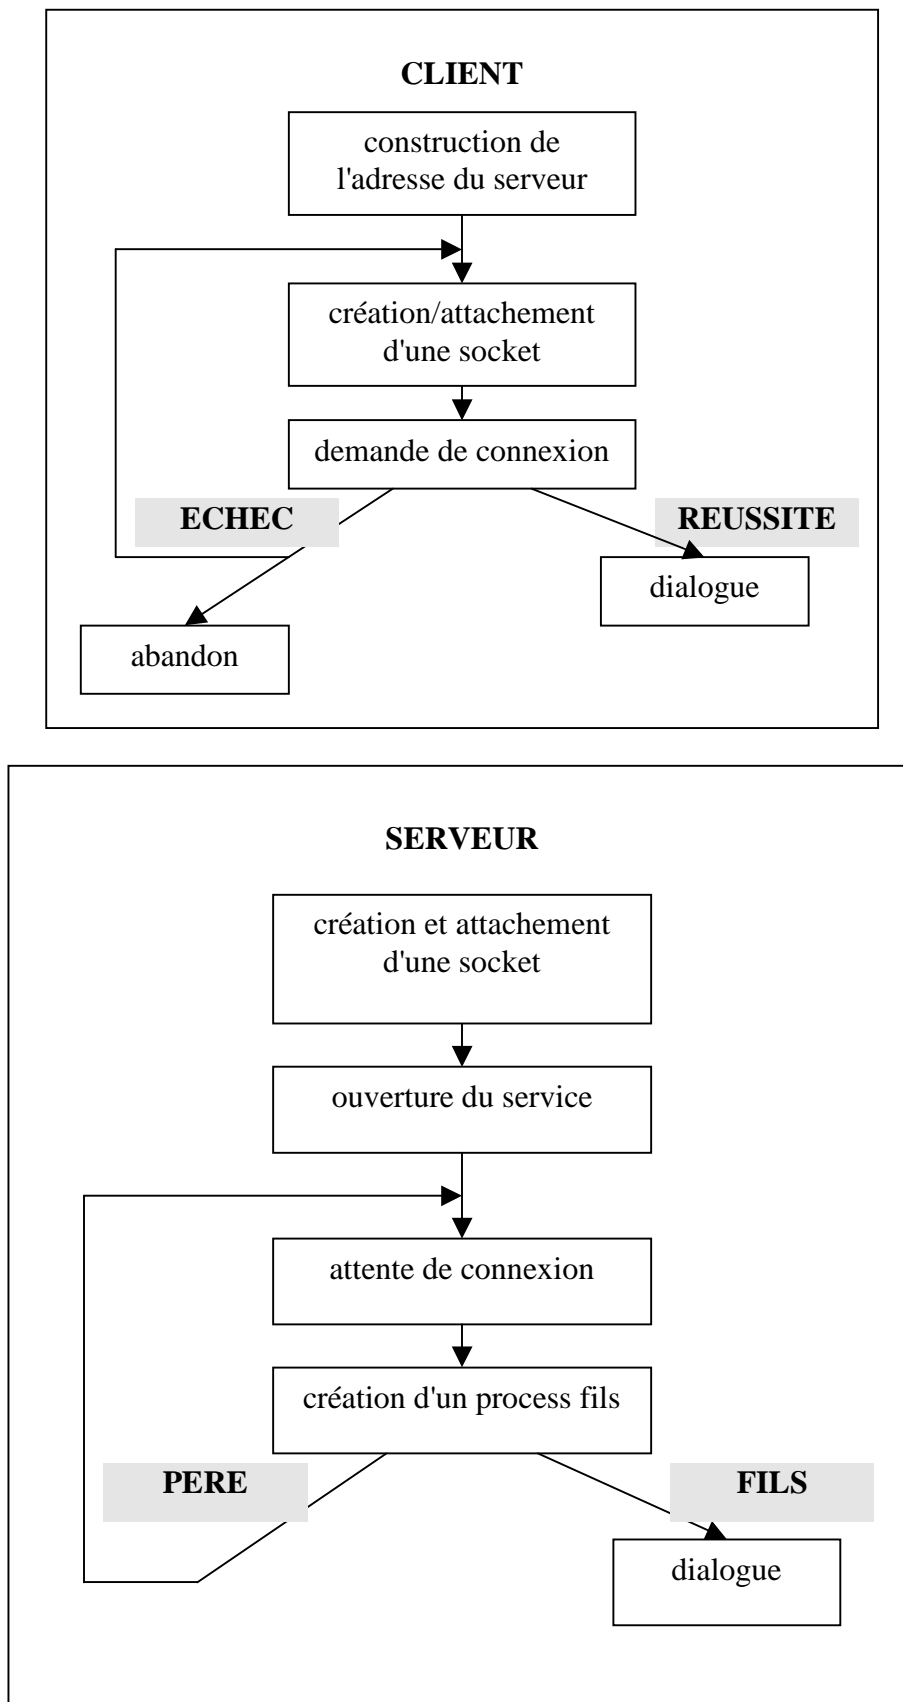 CLIENT
construction de
l'adresse du serveur
création/attachement
d'une socket
demande de connexion
ECHEC
REUSSITE
dialogue
abandon
SERVEUR
création et attachement
d'une socket
ouverture du service
attente de connexion
création d'un process fils
PERE
FILS
dialogue